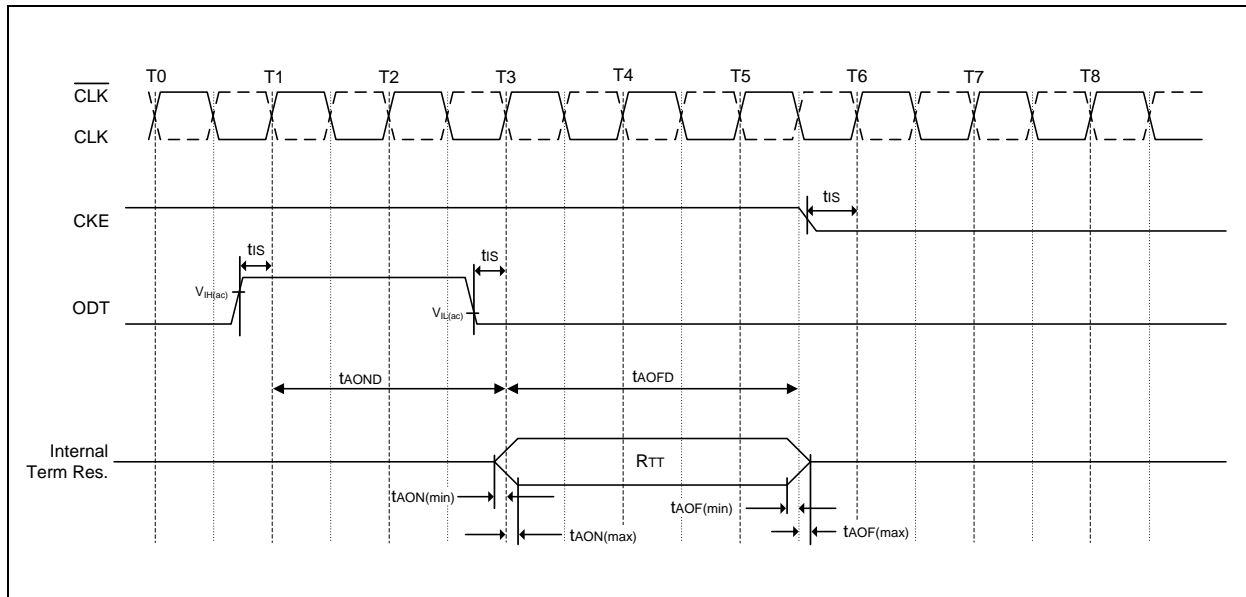 T0 T1 T2 T3 T4 T5 T6 T7 T8
CLK
CLK
CKE
tIS
tIS
tIS
VIH(ac)
ODT
VIL(ac)
tAOND
tAOFD
Internal
Term Res.
RTT
tAON(min)
tAOF(min)
tAON(max)
tAOF(max)